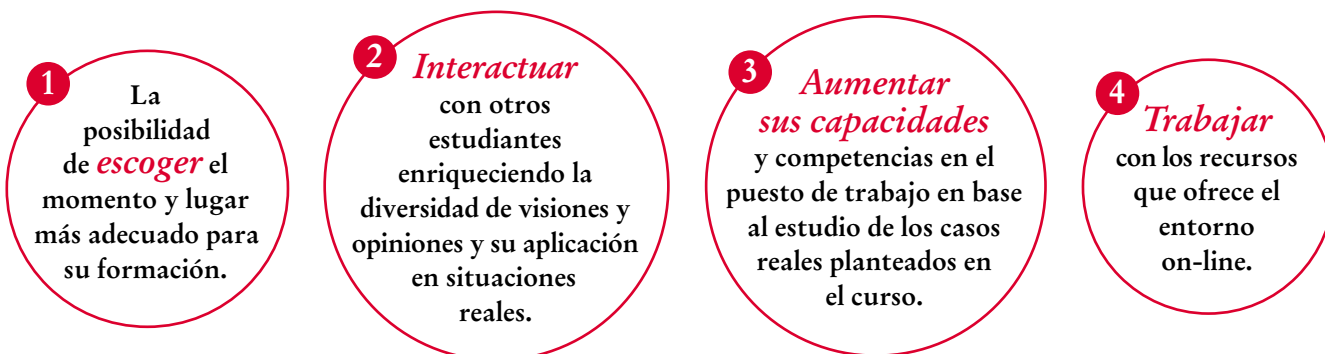 1
La
posibilidad
de escoger el
momento y lugar
más adecuado para
su formación.
2
Interactuar
con otros
estudiantes
enriqueciendo la
diversidad de visiones y
opiniones y su aplicación
en situaciones
reales.
3
Aumentar
sus capacidades
y competencias en el
puesto de trabajo en base
al estudio de los casos
reales planteados en
el curso.
4
Trabajar
con los recursos
que ofrece el
entorno
on-line.